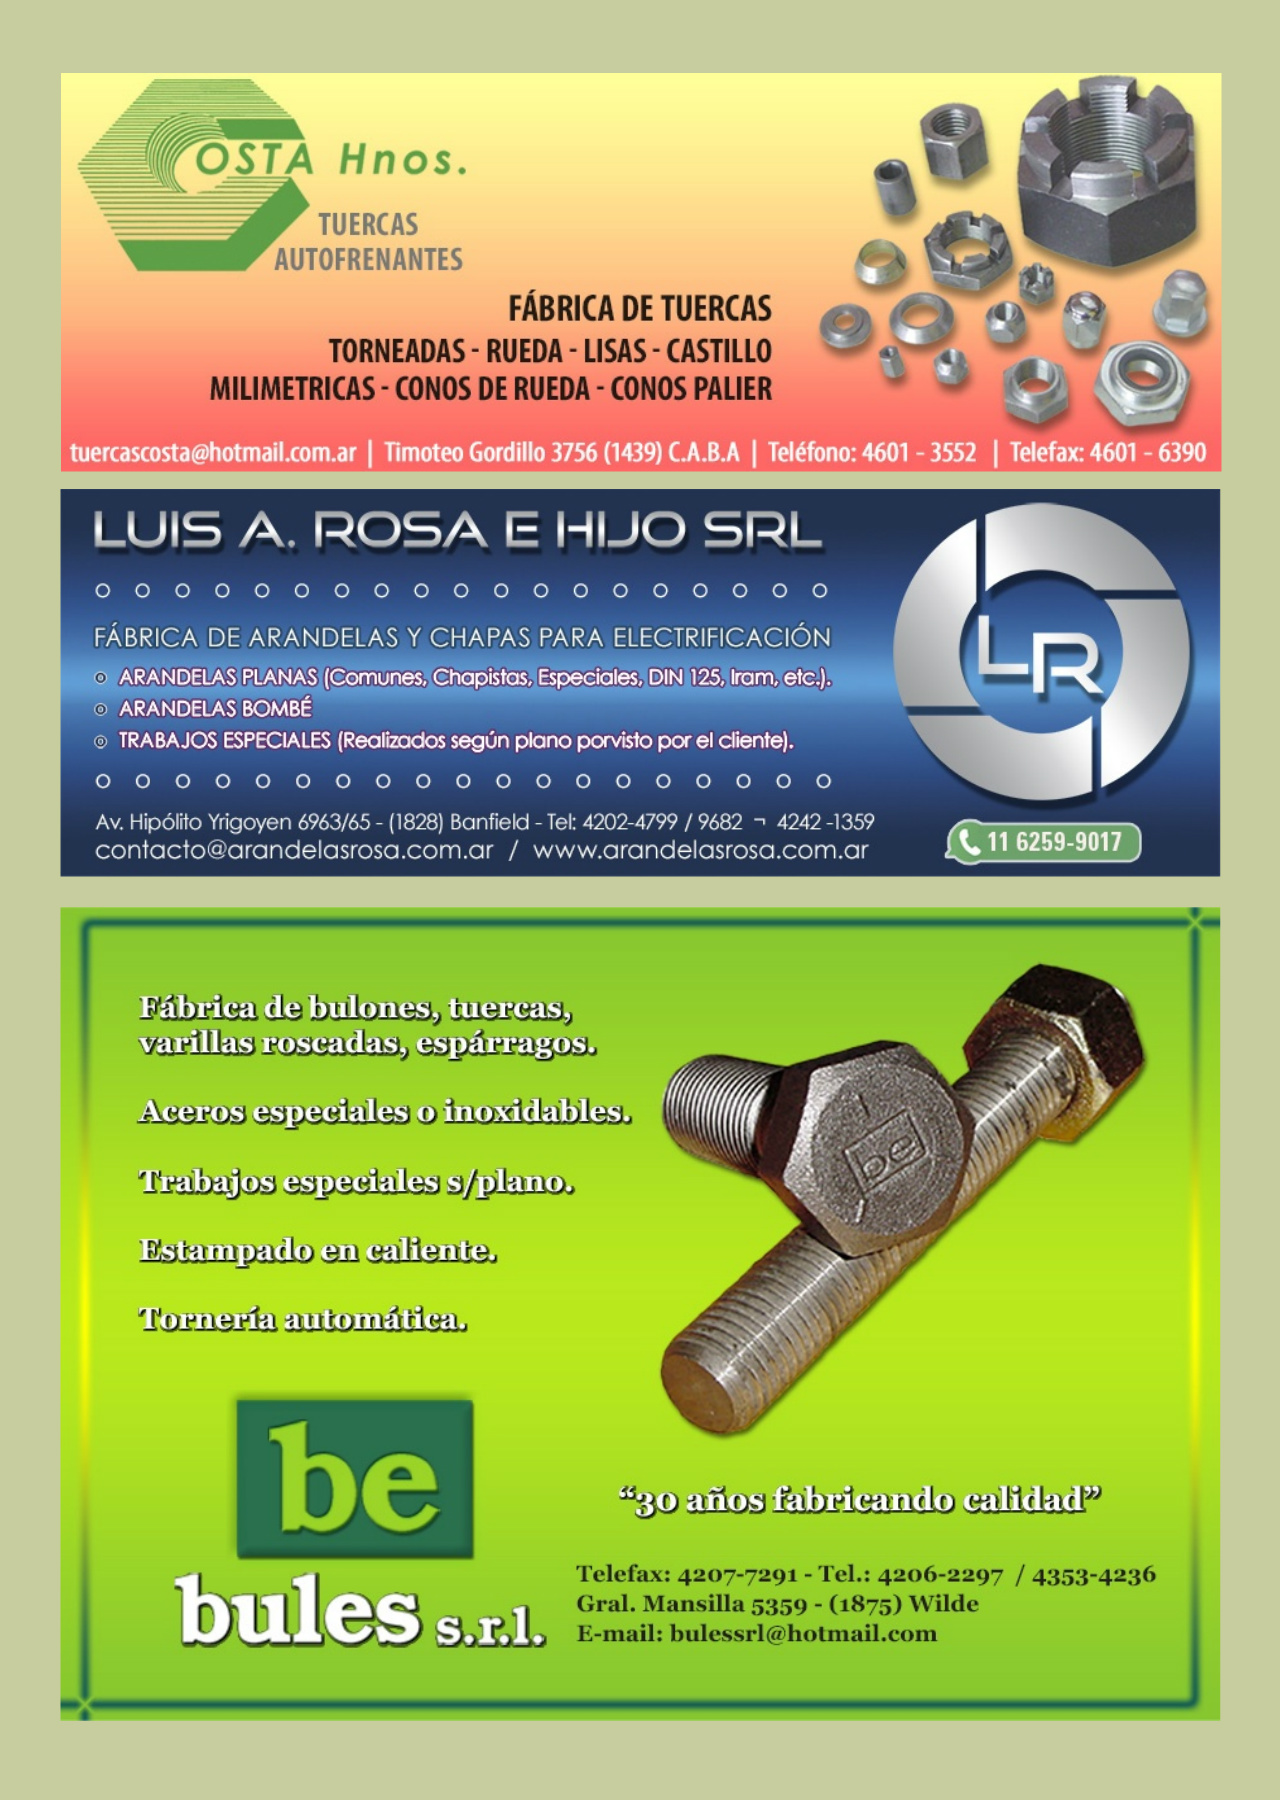 COSTA Hnos.
TUERCAS
AUTOFRENANTES
FÁBRICA DE TUERCAS
TORNEADAS - RUEDA - LISAS - CASTILLO
MILIMETRICAS - CONOS DE RUEDA - CONOS PALIER
tuercascosta@hotmail.com.ar | Timoteo Gordillo 3756 (1439) C.A.B.A | Teléfono: 4601 - 3552 | Telefax: 4601 - 6390
LUIS A. ROSA E HIJO SRL
FÁBRICA DE ARANDELAS Y CHAPAS PARA ELECTRIFICACIÓN
ARANDELAS PLANAS (Comunes, Chapistas, Especiales, DIN 125, Iram, etc.).
ARANDELAS BOMBÉ
TRABAJOS ESPECIALES (Realizados según plano porvisto por el cliente).
LR
Av. Hipólito Yrigoyen 6963/65 - (1828) Banfield - Tel: 4202-4799 / 9682 ¬ 4242 -1359
contacto@arandelasrosa.com.ar / www.arandelasrosa.com.ar
11 6259-9017
Fábrica de bulones, tuercas,
varillas roscadas, espárragos.
Aceros especiales o inoxidables.
Trabajos especiales s/plano.
Estampado en caliente.
Tornería automática.
be
be
bules s.r.l.
“30 años fabricando calidad”
Telefax: 4207-7291 - Tel.: 4206-2297 / 4353-4236
Gral. Mansilla 5359 - (1875) Wilde
E-mail: bulessrl@hotmail.com